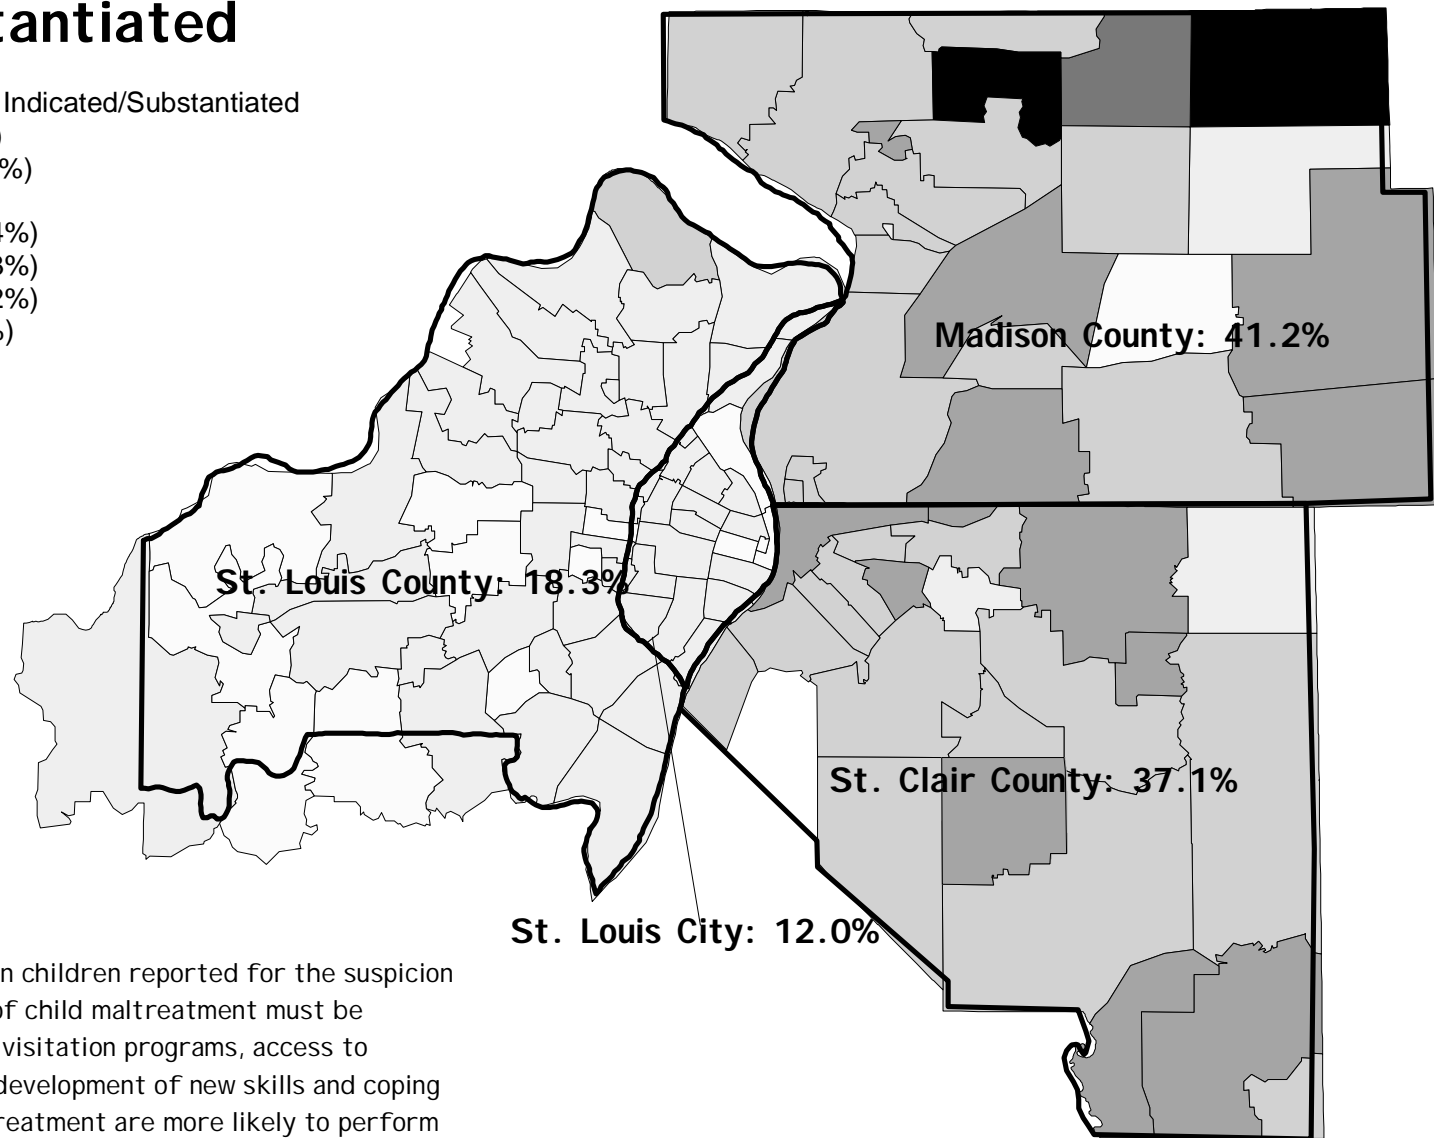 tantiated
Indicated/Substantiated
)
%)
4%)
3%)
2%)
%)
Madison County: 41.2%
St. Louis County: 18.3%
St. Clair County: 37.1%
St. Louis City: 12.0%
n children reported for the suspicion
of child maltreatment must be
visitation programs, access to
development of new skills and coping
reatment are more likely to perform